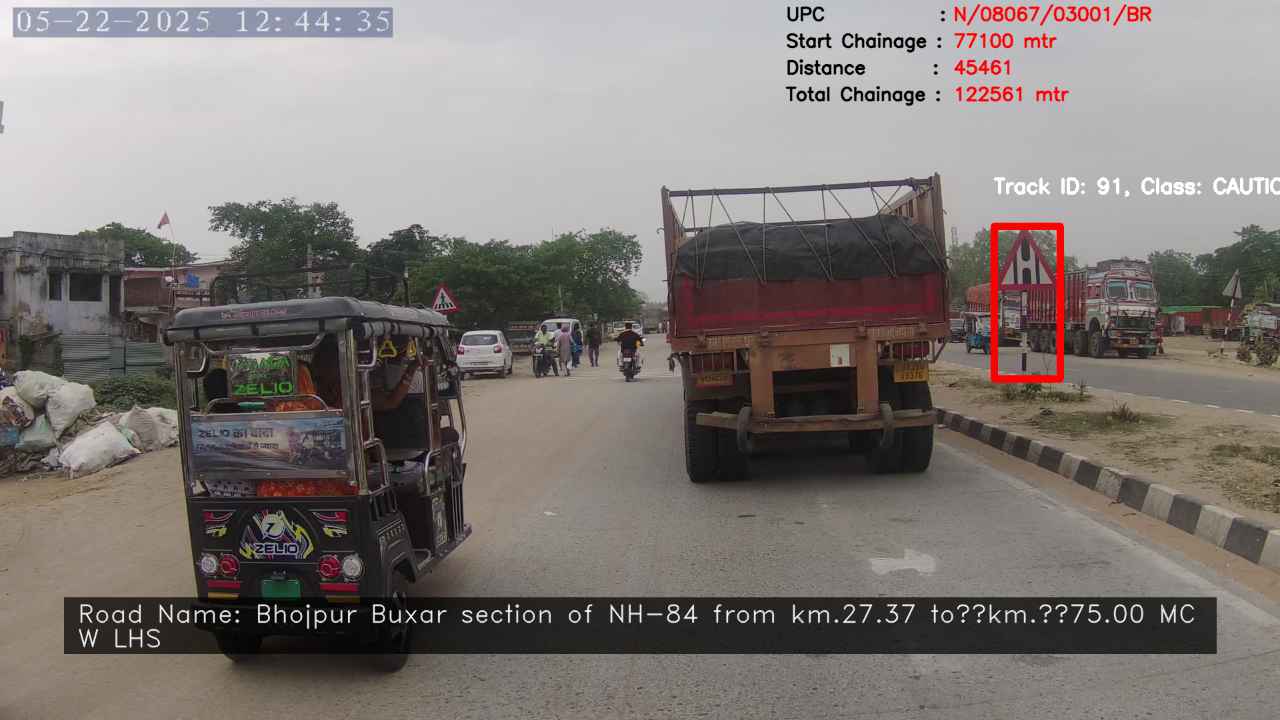 05-22-2025 12:44:35
UPC : N/08067/03001/BR
Start Chainage : 77100 mtr
Distance : 45461
Total Chainage : 122561 mtr
Track ID: 91, Class: CAUTIO
ZELIO
ZELIO का वादा
ZELIO
Road Name: Bhojpur Buxar section of NH-84 from km.27.37 to??km.??75.00 MC
W LHS